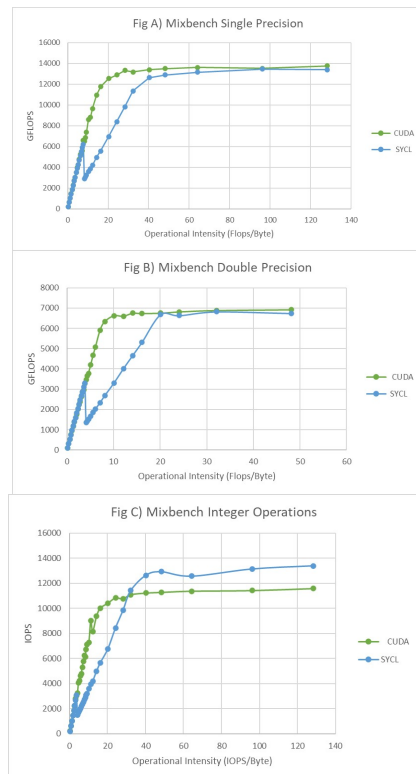 Fig A) Mixbench Single Precision
16000
14000
12000
10000
8000
6000
4000
2000
0
GFLOPS
0 20 40 60 80 100 120 140
Operational Intensity (Flops/Byte)
CUDA
SYCL
Fig B) Mixbench Double Precision
8000
7000
6000
5000
4000
3000
2000
1000
0
GFLOPS
0 10 20 30 40 50 60
Operational Intensity (Flops/Byte)
CUDA
SYCL
Fig C) Mixbench Integer Operations
16000
14000
12000
10000
8000
6000
4000
2000
0
IOPS
0 20 40 60 80 100 120 140
Operational Intensity (IOPS/Byte)
CUDA
SYCL